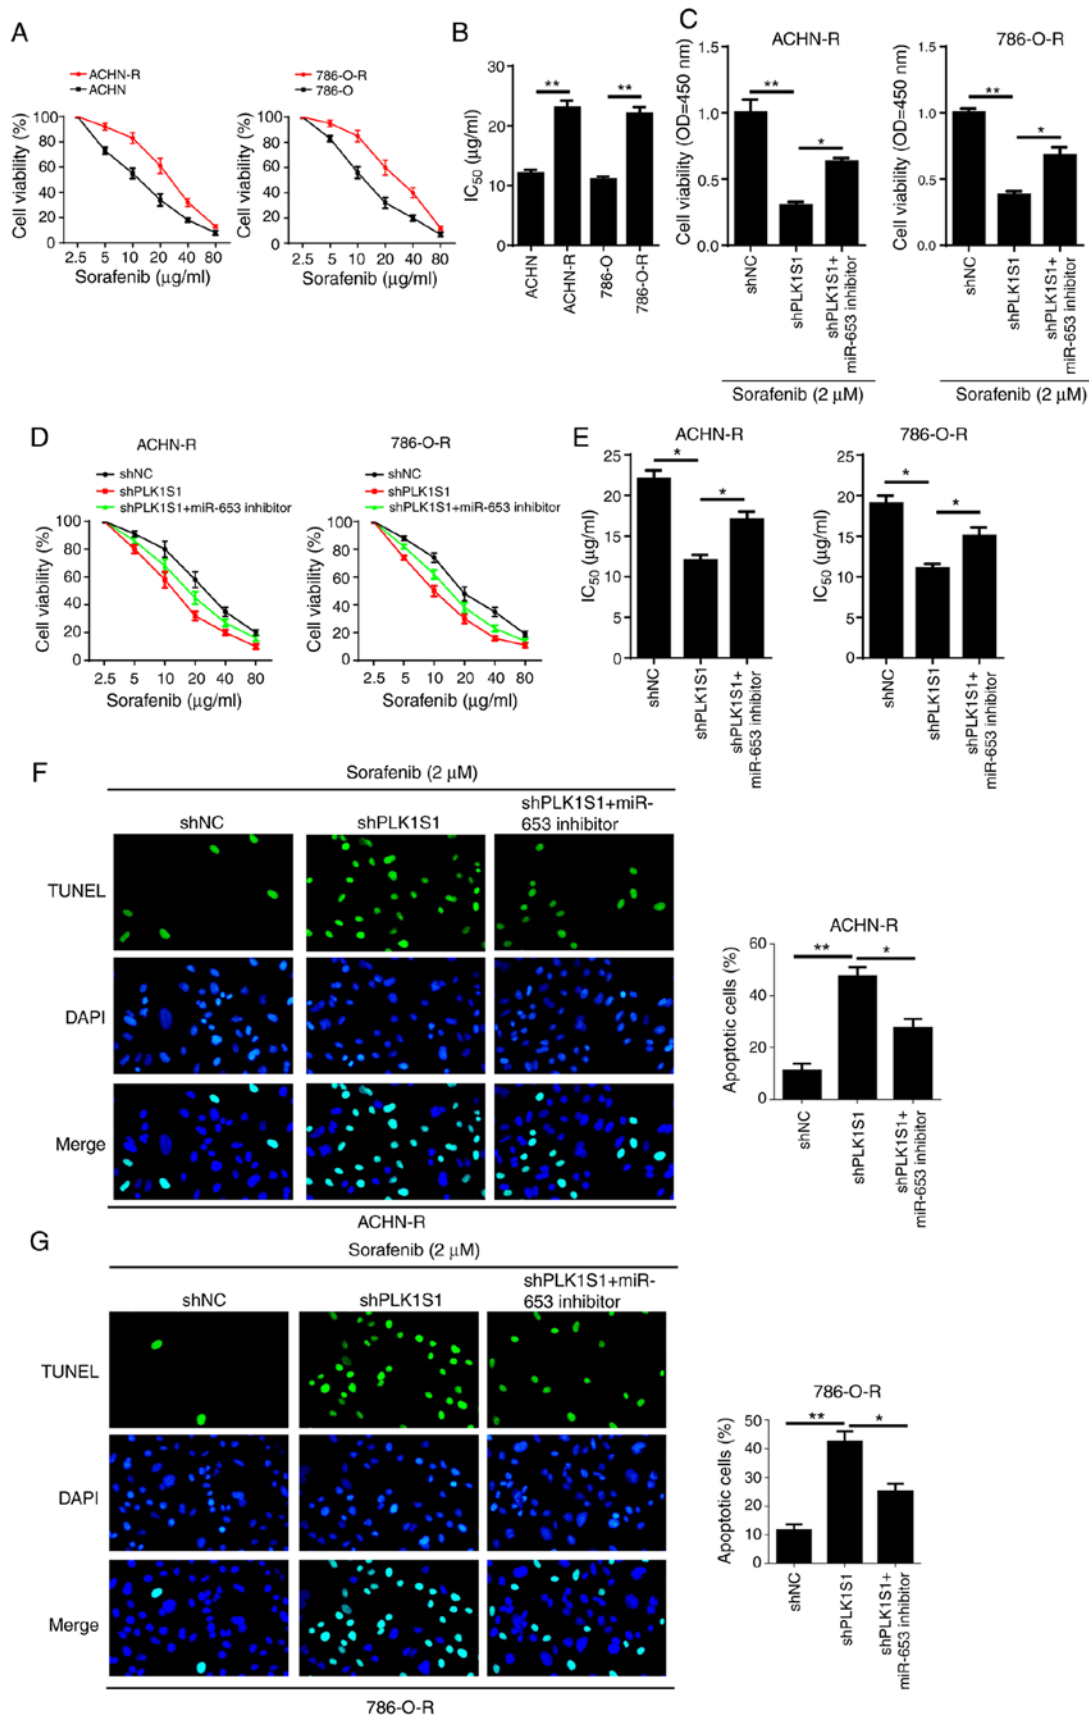 A
ACHN-R
ACHN
Cell viability (%)
100
80
60
40
20
0
2.5 5 10 20 40 80
Sorafenib (µg/ml)
786-O-R
786-O
Cell viability (%)
100
80
60
40
20
0
2.5 5 10 20 40 80
Sorafenib (µg/ml)
B
IC50 (µg/ml)
30
20
10
0
** **
ACHN
ACHN-R
786-O
786-O-R
C
ACHN-R
Cell viability (OD=450 nm)
1.5
1.0
0.5
0.0
**
*
shNC
shPLK1S1
shPLK1S1+
miR-653 inhibitor
Sorafenib (2 µM)
786-O-R
Cell viability (OD=450 nm)
1.5
1.0
0.5
0.0
**
*
shNC
shPLK1S1
shPLK1S1+
miR-653 inhibitor
Sorafenib (2 µM)
D
ACHN-R
shNC
shPLK1S1
shPLK1S1+miR-653 inhibitor
Cell viability (%)
100
80
60
40
20
0
2.5 5 10 20 40 80
Sorafenib (µg/ml)
786-O-R
shNC
shPLK1S1
shPLK1S1+miR-653 inhibitor
Cell viability (%)
100
80
60
40
20
0
2.5 5 10 20 40 80
Sorafenib (µg/ml)
E
ACHN-R
IC50 (µg/ml)
25
20
15
10
5
0
*
*
shNC
shPLK1S1
shPLK1S1+
miR-653 inhibitor
786-O-R
IC50 (µg/ml)
25
20
15
10
5
0
*
*
shNC
shPLK1S1
shPLK1S1+
miR-653 inhibitor
F
Sorafenib (2 µM)
shNC
shPLK1S1
shPLK1S1+miR-
653 inhibitor
TUNEL
DAPI
Merge
ACHN-R
ACHN-R
Apoptotic cells (%)
60
40
20
0
** *
shNC
shPLK1S1
shPLK1S1+
miR-653 inhibitor
G
Sorafenib (2 µM)
shNC
shPLK1S1
shPLK1S1+miR-
653 inhibitor
TUNEL
DAPI
Merge
786-O-R
786-O-R
Apoptotic cells (%)
50
40
30
20
10
0
** *
shNC
shPLK1S1
shPLK1S1+
miR-653 inhibitor